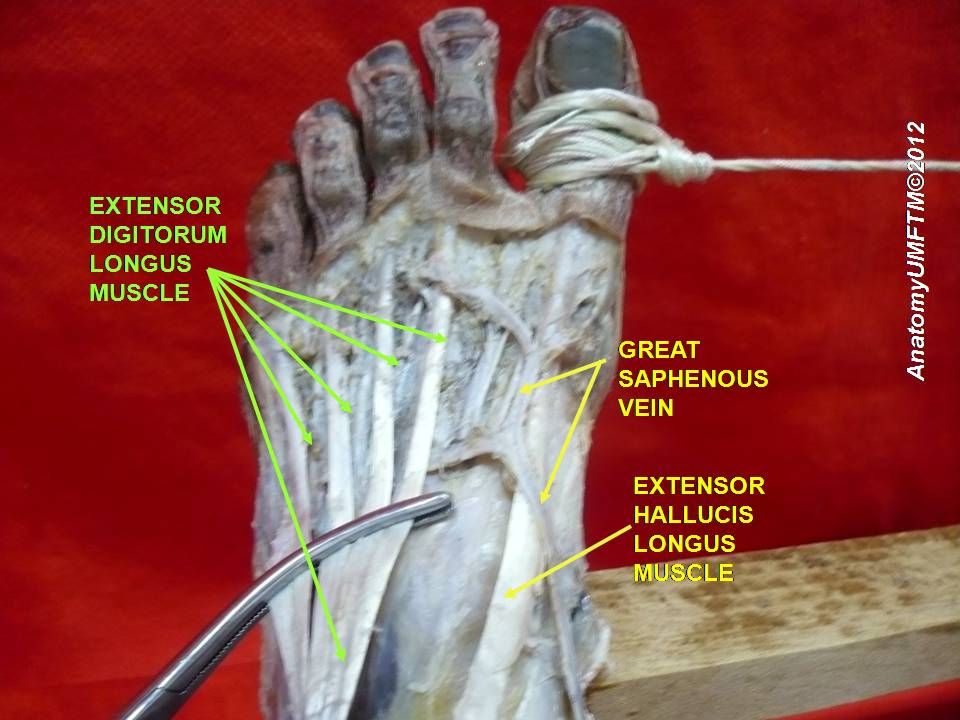 EXTENSOR
DIGITORUM
LONGUS
MUSCLE
GREAT
SAPHENOUS
VEIN
EXTENSOR
HALLUCIS
LONGUS
MUSCLE
AnatomyUMFTM©2012